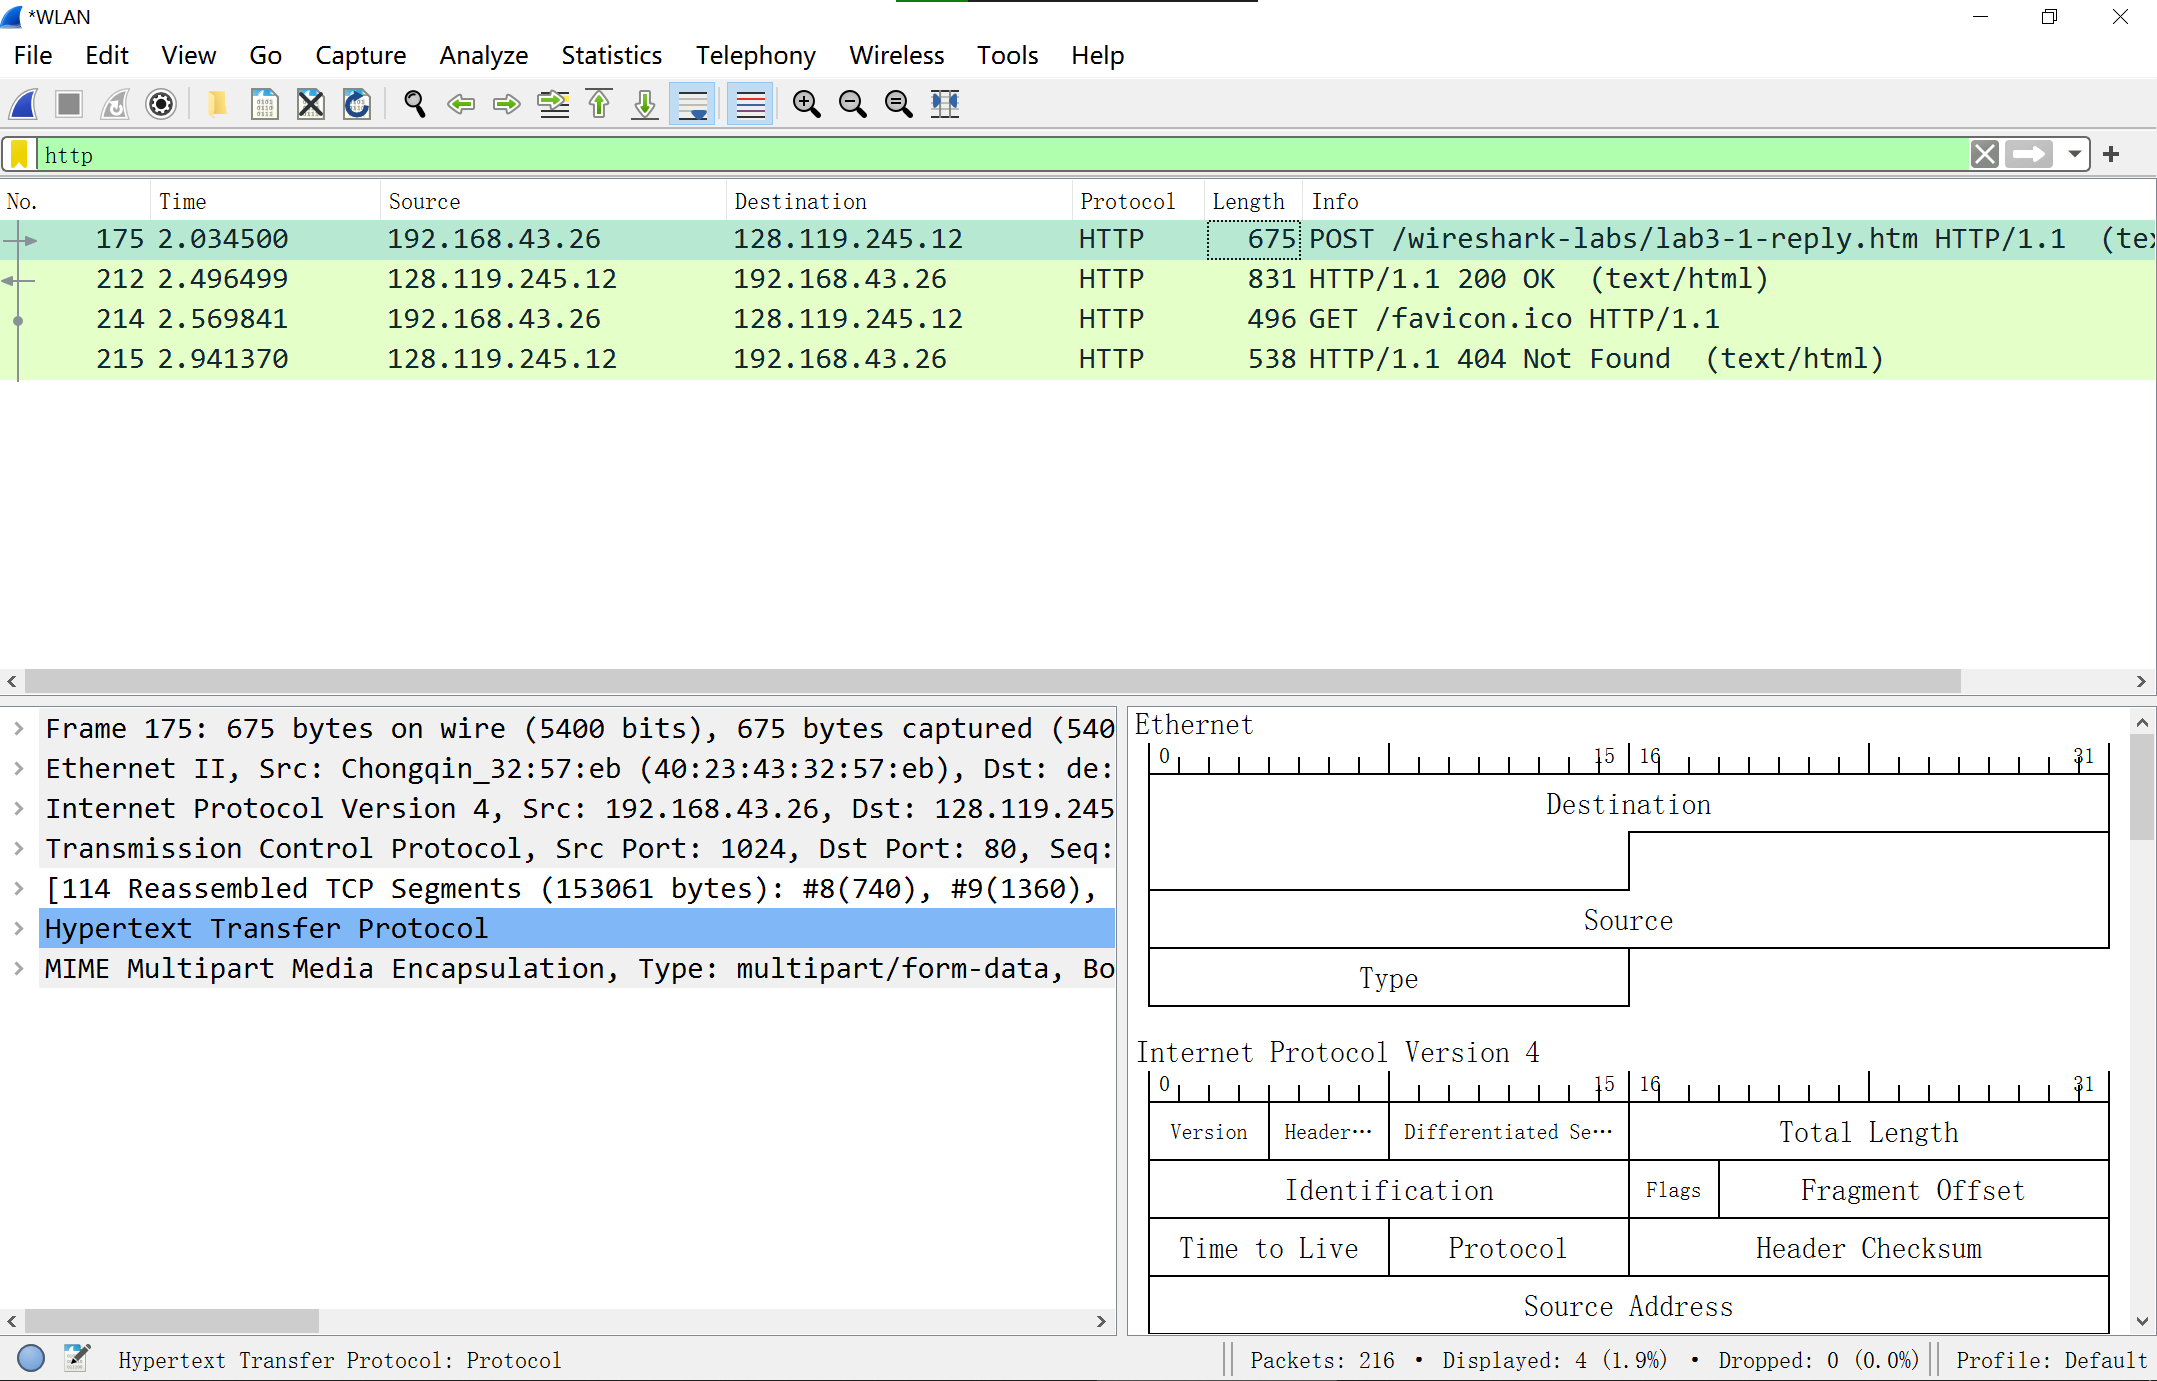 *WLAN
File Edit View Go Capture Analyze Statistics Telephony Wireless Tools Help
http
No. Time Source Destination Protocol Length Info
175 2.034500 192.168.43.26 128.119.245.12 HTTP 675 POST /wireshark-labs/lab3-1-reply.htm HTTP/1.1 (tex
212 2.496499 128.119.245.12 192.168.43.26 HTTP 831 HTTP/1.1 200 OK (text/html)
214 2.569841 192.168.43.26 128.119.245.12 HTTP 496 GET /favicon.ico HTTP/1.1
215 2.941370 128.119.245.12 192.168.43.26 HTTP 538 HTTP/1.1 404 Not Found (text/html)
Frame 175: 675 bytes on wire (5400 bits), 675 bytes captured (540
Ethernet II, Src: Chongqin_32:57:eb (40:23:43:32:57:eb), Dst: de:
Internet Protocol Version 4, Src: 192.168.43.26, Dst: 128.119.245
Transmission Control Protocol, Src Port: 1024, Dst Port: 80, Seq:
[114 Reassembled TCP Segments (153061 bytes): #8(740), #9(1360),
Hypertext Transfer Protocol
MIME Multipart Media Encapsulation, Type: multipart/form-data, Bo
Ethernet
0 15 16 31
Destination
Source
Type
Internet Protocol Version 4
0 15 16 31
Version Header… Differentiated Se… Total Length
Identification Flags Fragment Offset
Time to Live Protocol Header Checksum
Source Address
Hypertext Transfer Protocol: Protocol
Packets: 216 • Displayed: 4 (1.9%) • Dropped: 0 (0.0%)
Profile: Default